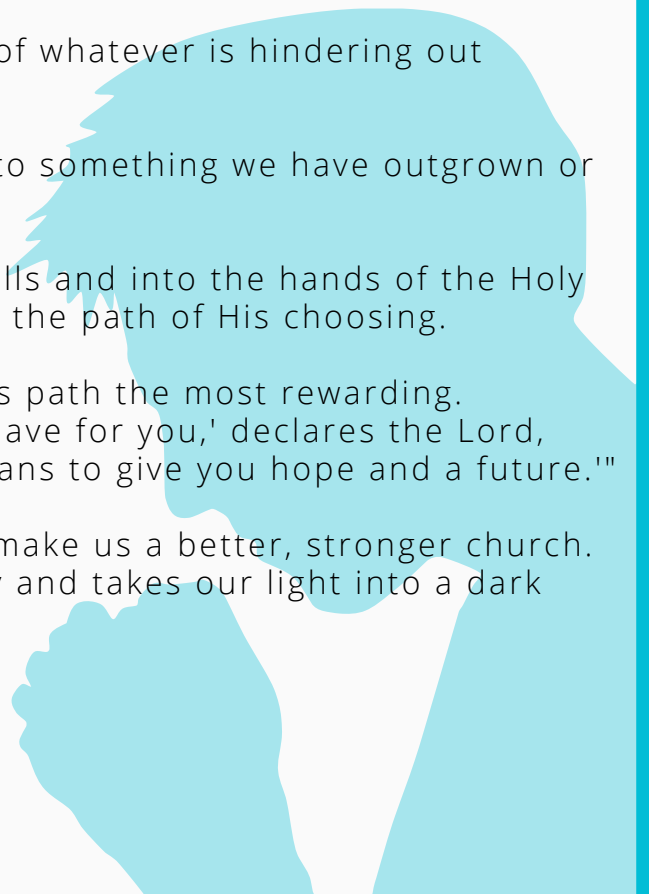 of whatever is hindering out
to something we have outgrown or
lls and into the hands of the Holy
the path of His choosing.
s path the most rewarding.
ave for you,' declares the Lord,
ans to give you hope and a future.'"
make us a better, stronger church.
and takes our light into a dark